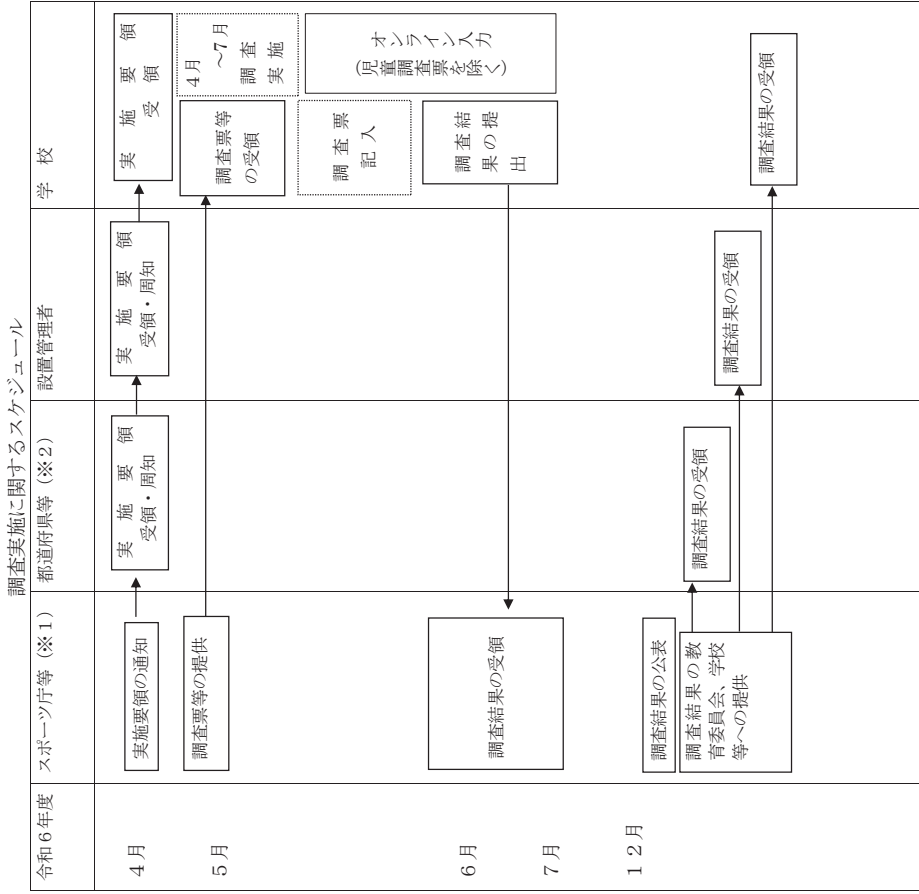 調査実施に関するスケジュール
令和6年度
スポーツ庁等（※1）
都道府県等（※2）
設置管理者
学　校
4月
実施要領の通知
実　施　要　領
受領・周知
実　施　要　領
受領・周知
実　施　要　領
受　領
5月
調査票等の提供
調査票等
の受領
4月
～7月
調　査
実　施
調　査　票
記　入
オンライン入力
(児童調査票を除く)
6月
7月
調査結果の受領
調査結
果の提
出
12月
調査結果の公表
調査結果の教
育委員会、学校
等への提供
調査結果の受領
調査結果の受領
調査結果の受領